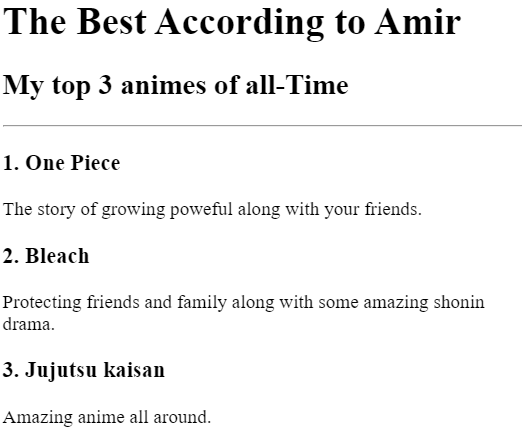 The Best According to Amir
My top 3 animes of all-Time
1. One Piece
The story of growing poweful along with your friends.
2. Bleach
Protecting friends and family along with some amazing shonin
drama.
3. Jujutsu kaisan
Amazing anime all around.